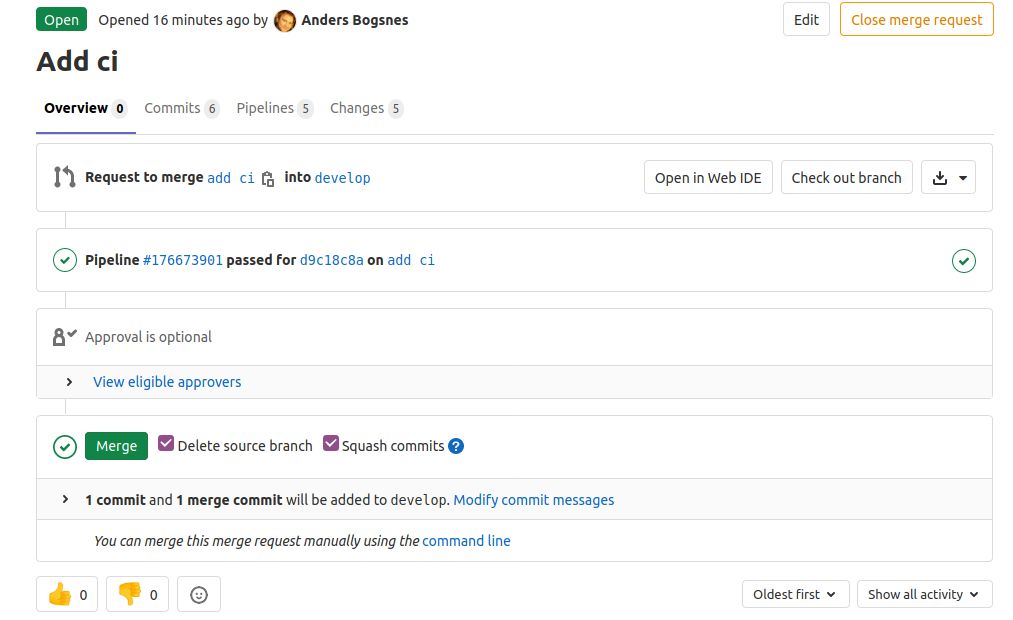 Open Opened 16 minutes ago by Anders Bogsnes Edit Close merge request
Add ci
Overview 0 Commits 6 Pipelines 5 Changes 5
Request to merge add ci into develop Open in Web IDE Check out branch
Pipeline #176673901 passed for d9c18c8a on add ci
Approval is optional
View eligible approvers
Merge Delete source branch Squash commits ?
1 commit and 1 merge commit will be added to develop. Modify commit messages
You can merge this merge request manually using the command line
0 0 Oldest first Show all activity